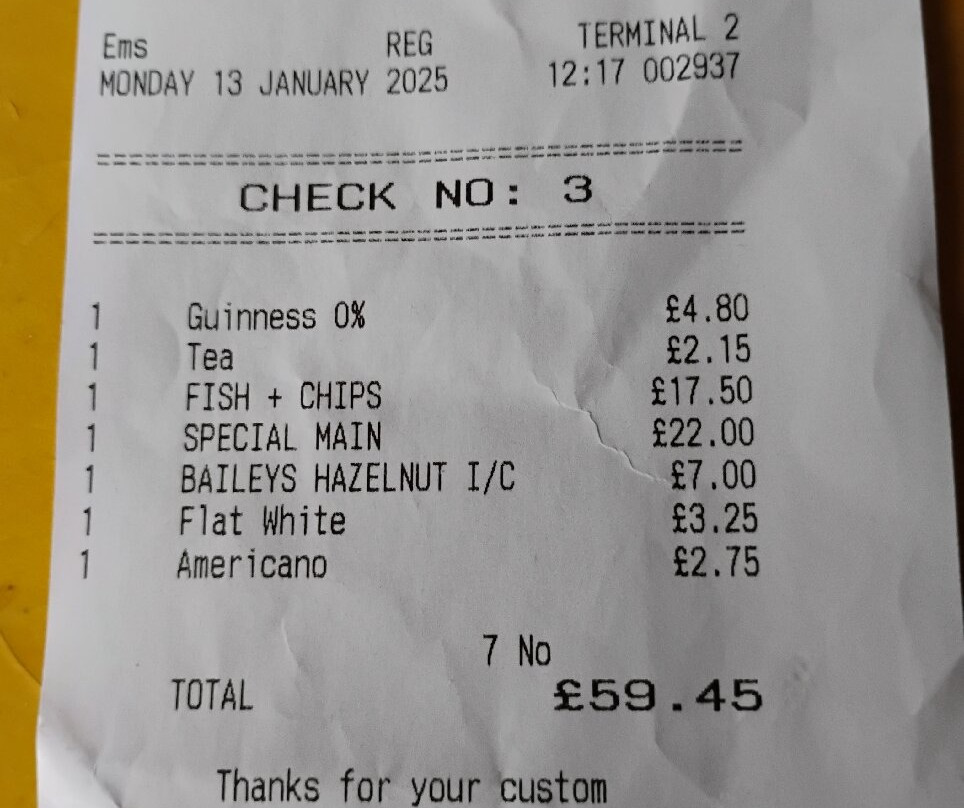 Ems REG TERMINAL 2
MONDAY 13 JANUARY 2025 12:17 002937
CHECK NO: 3
1 Guinness 0% £4.80
1 Tea £2.15
1 FISH + CHIPS £17.50
1 SPECIAL MAIN £22.00
1 BAILEYS HAZELNUT I/C £7.00
1 Flat White £3.25
1 Americano £2.75
7 No
TOTAL £59.45
Thanks for your custom